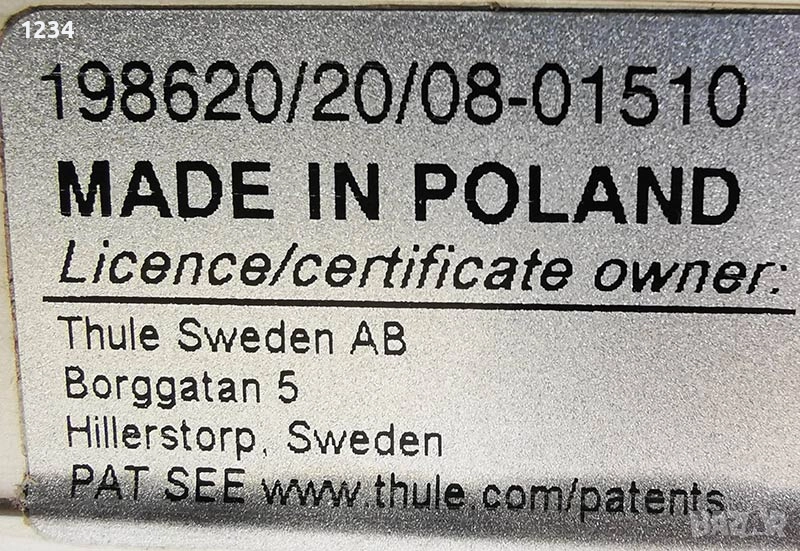 1234
198620/20/08-01510
MADE IN POLAND
Licence/certificate owner:
Thule Sweden AB
Borggatan 5
Hillerstorp, Sweden
PAT SEE www.thule.com/patents
BAZAR